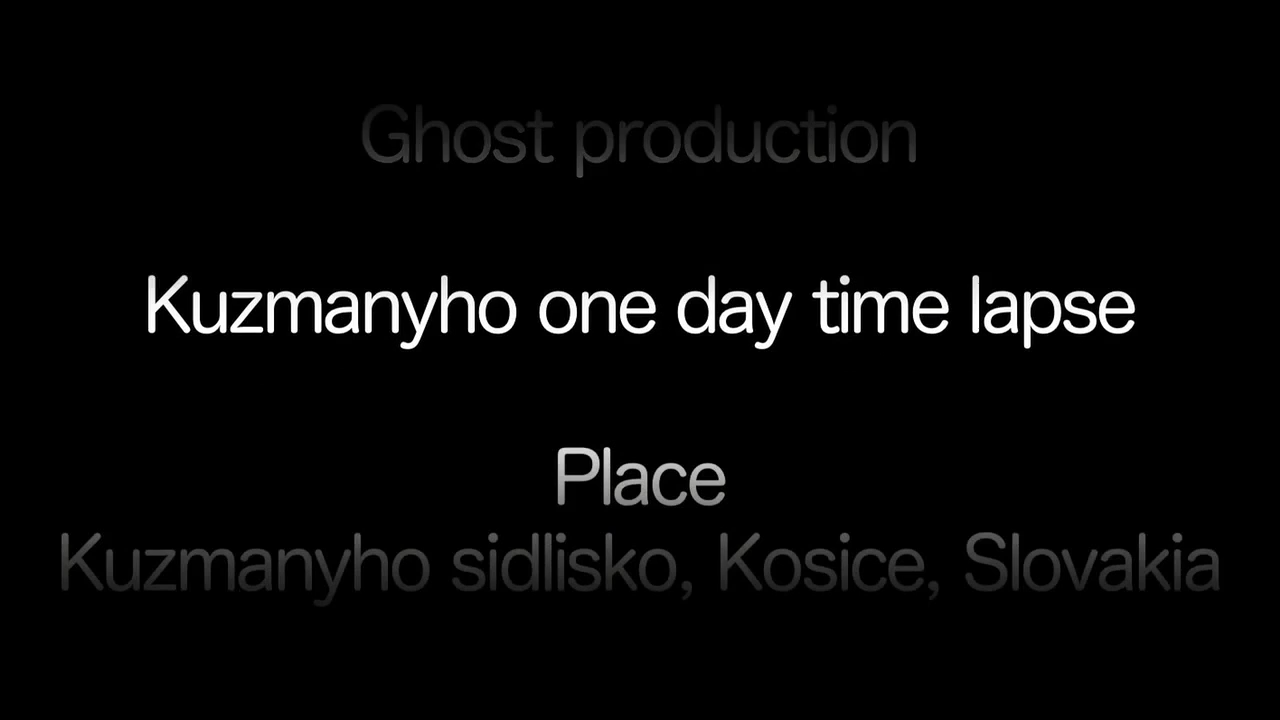 Ghost production
Kuzmanyho one day time lapse
Place
Kuzmanyho sidlisko, Kosice, Slovakia